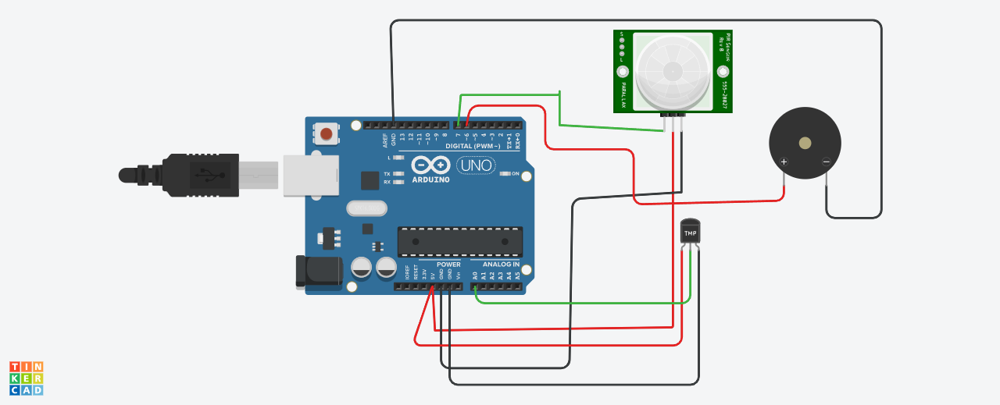 S
L
PIR SENSOR
Rev B
PARALLAX
555-28027
AREF
GND
13
12
~11
~10
~9
8
7
~6
~5
4
~3
2
TX→1
RX←0
DIGITAL (PWM~)
L
TX
RX
ARDUINO
UNO
ON
+
−
TMP
POWER
ANALOG IN
IOREF
RESET
3.3V
5V
GND
GND
Vin
A0
A1
A2
A3
A4
A5
TIN
KER
CAD